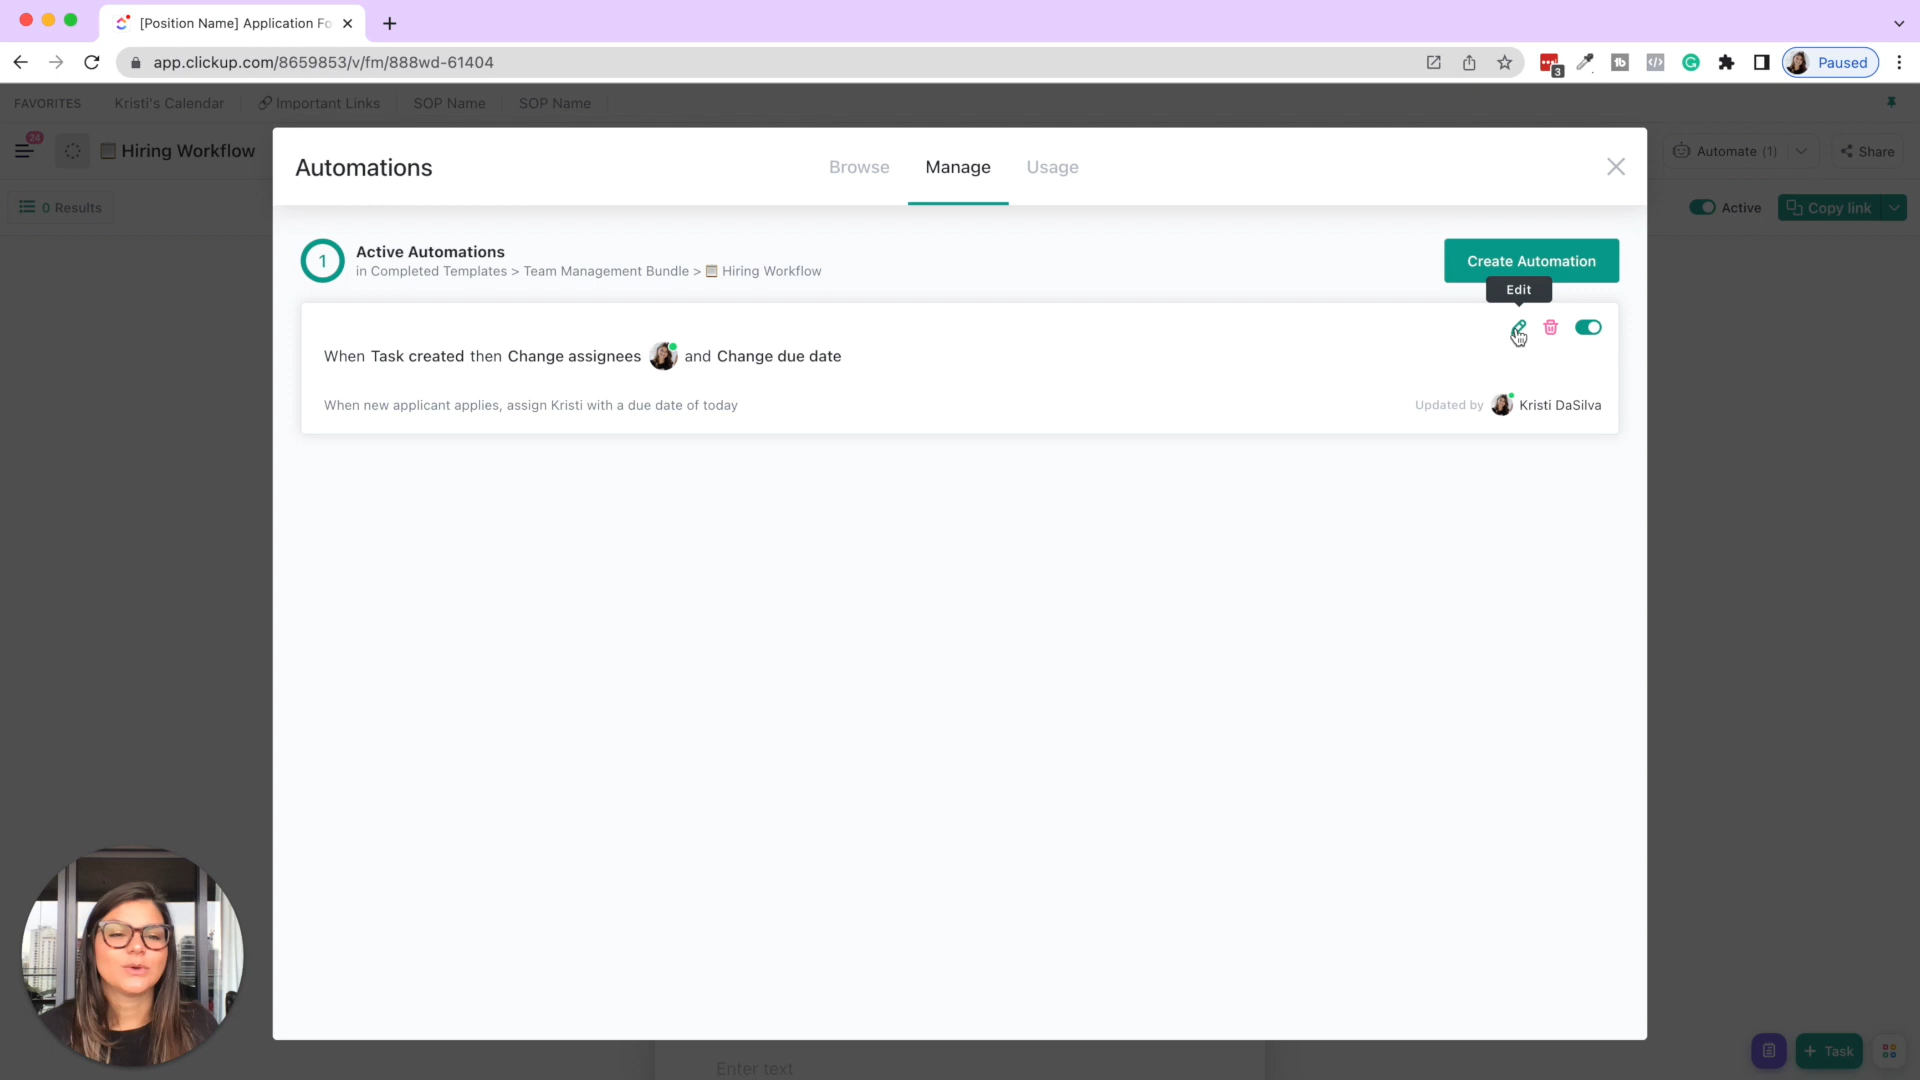 [Position Name] Application Fo
app.clickup.com/8659853/v/fm/888wd-61404
3
Paused
FAVORITES
Kristi's Calendar
Important Links
SOP Name
SOP Name
24
Hiring Workflow
Automate (1)
Share
0 Results
Active
Copy link
Automations
Browse
Manage
Usage
1
Active Automations
in Completed Templates > Team Management Bundle > Hiring Workflow
Create Automation
Edit
When Task created then Change assignees and Change due date
When new applicant applies, assign Kristi with a due date of today
Updated by Kristi DaSilva
+ Task
Enter text